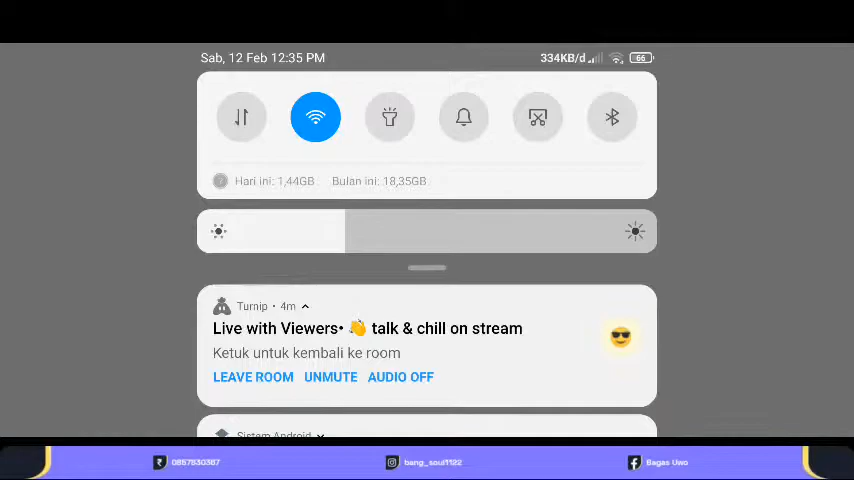 Sab, 12 Feb 12:35 PM
334KB/d 66
Hari ini: 1,44GB Bulan ini: 18,35GB
Turnip • 4m
Live with Viewers• 👋 talk & chill on stream
Ketuk untuk kembali ke room
LEAVE ROOM UNMUTE AUDIO OFF
Sistem Android
0857830367 bang_soul1122 Bagas Uwo